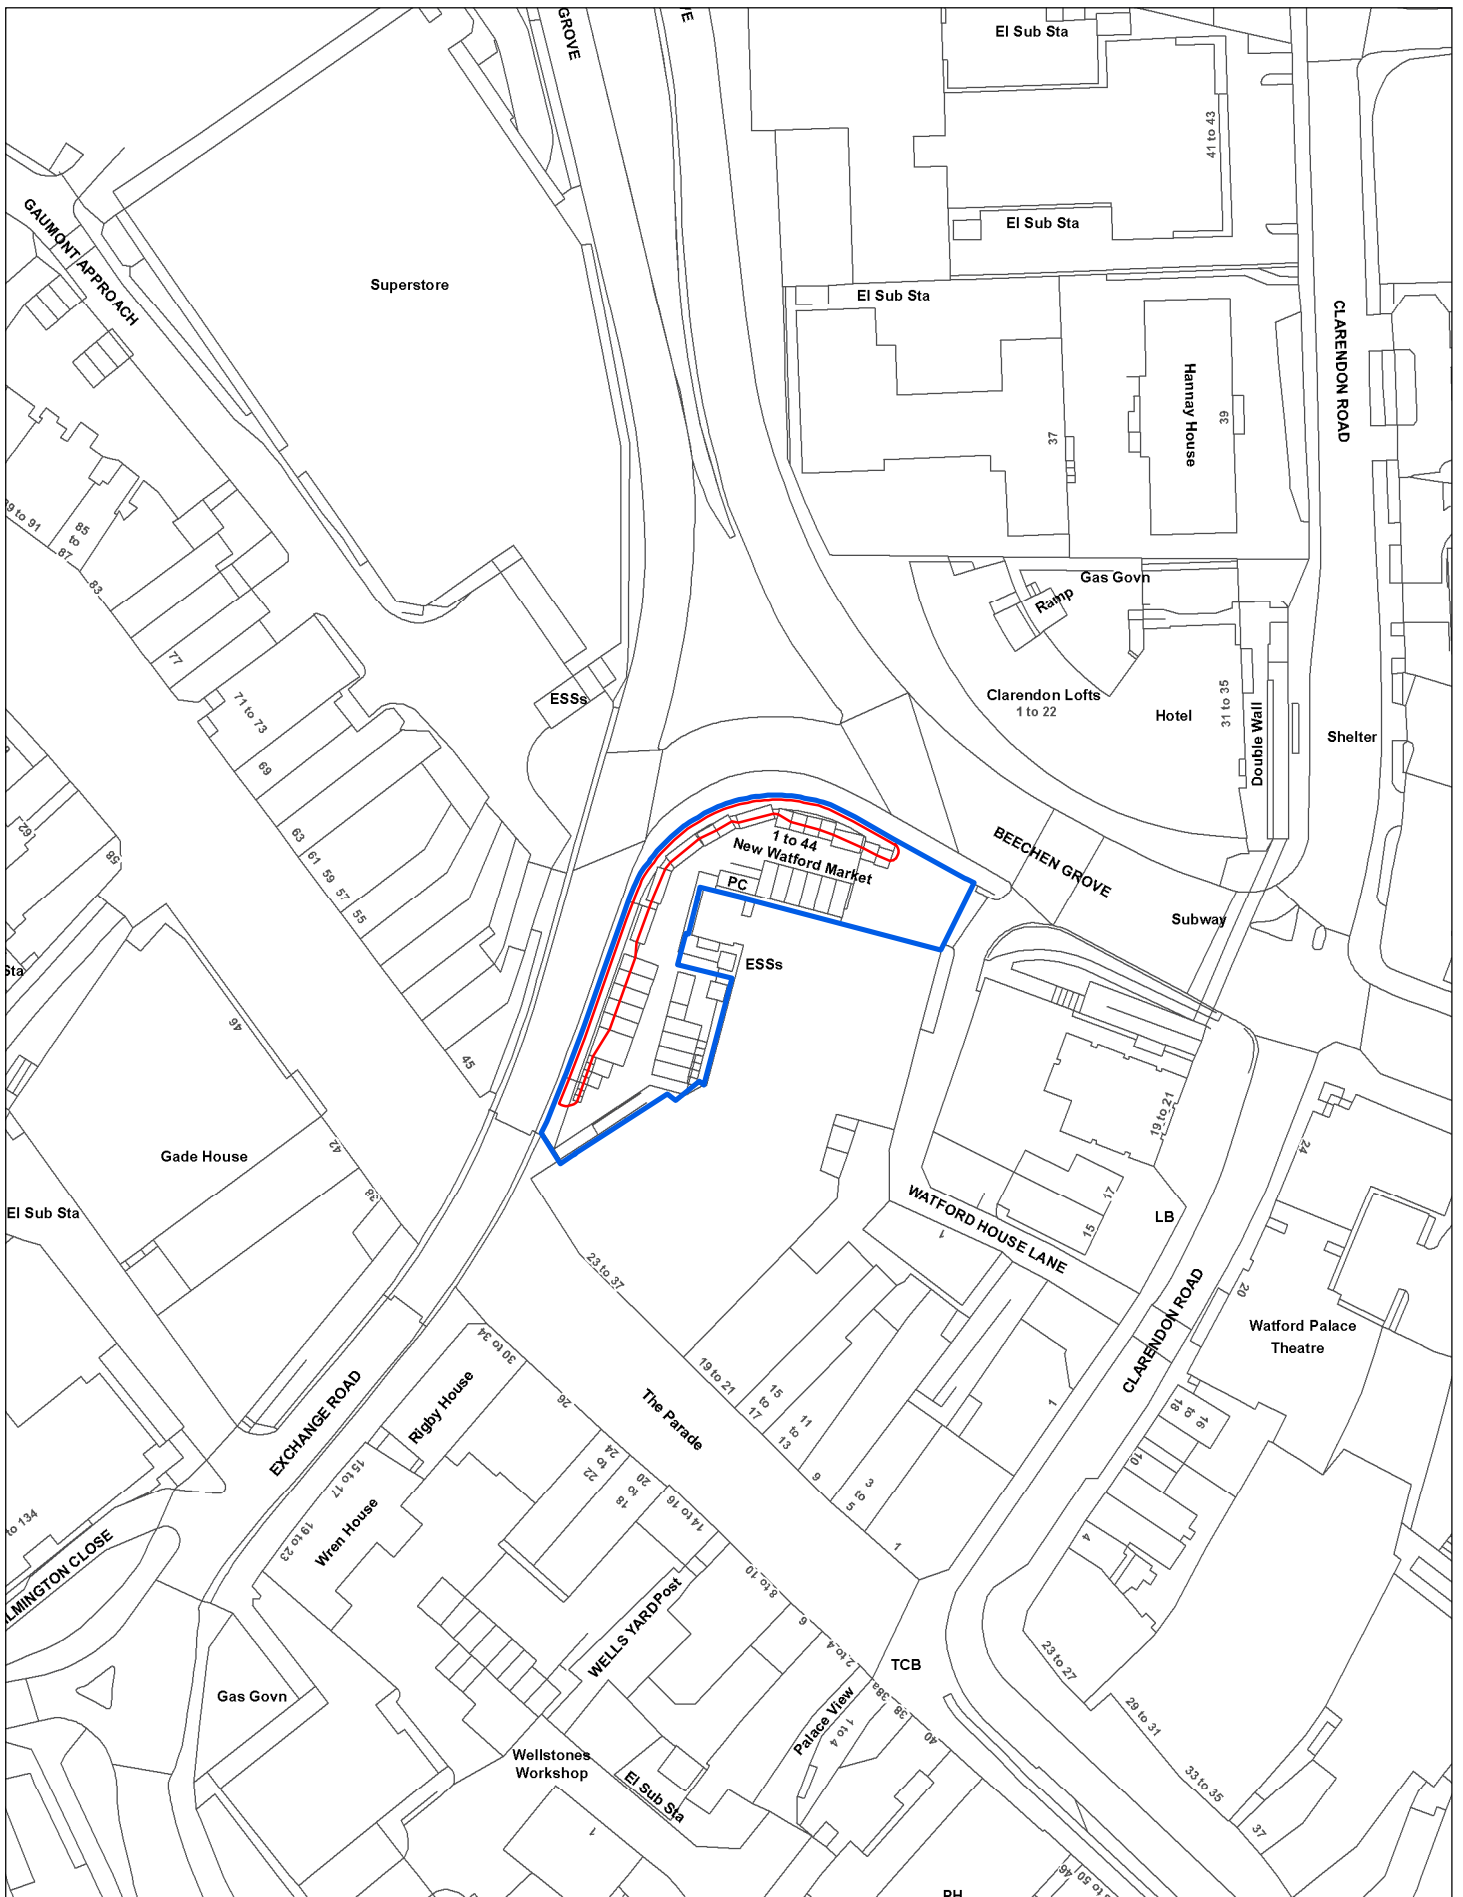 GROVE
El Sub Sta
41 to 43
El Sub Sta
GAUMONT APPROACH
Superstore
El Sub Sta
CLARENDON ROAD
Hannay House
39
37
85
to
87
83
Gas Govn
Ramp
77
71 to 73
ESSs
Clarendon Lofts
1 to 22
Hotel
31 to 35
Double Wall
Shelter
69
62
63
61
59
57
55
58
1 to 44
New Watford Market
PC
BEECHEN GROVE
Subway
ESSs
Sta
46
45
19 to 21
24
42
Gade House
38
El Sub Sta
WATFORD HOUSE LANE
17
15
LB
1
23 to 37
20
CLARENDON ROAD
Watford Palace
Theatre
30 to 34
19 to 21
15
to
17
11
to
13
9
3
to
5
1
1
The Parade
26
EXCHANGE ROAD
Rigby House
15 to 17
Wren House
19 to 23
24
to
22
20
to
18
14 to 16
18
to
16
10
4
to 134
8 to 10
6
2 to 4
WELLS YARD
Post
TCB
38a
38
40
Palace View
1 to 4
23 to 27
29 to 31
33 to 35
37
Gas Govn
Wellstones
Workshop
El Sub Sta
1
46
PH